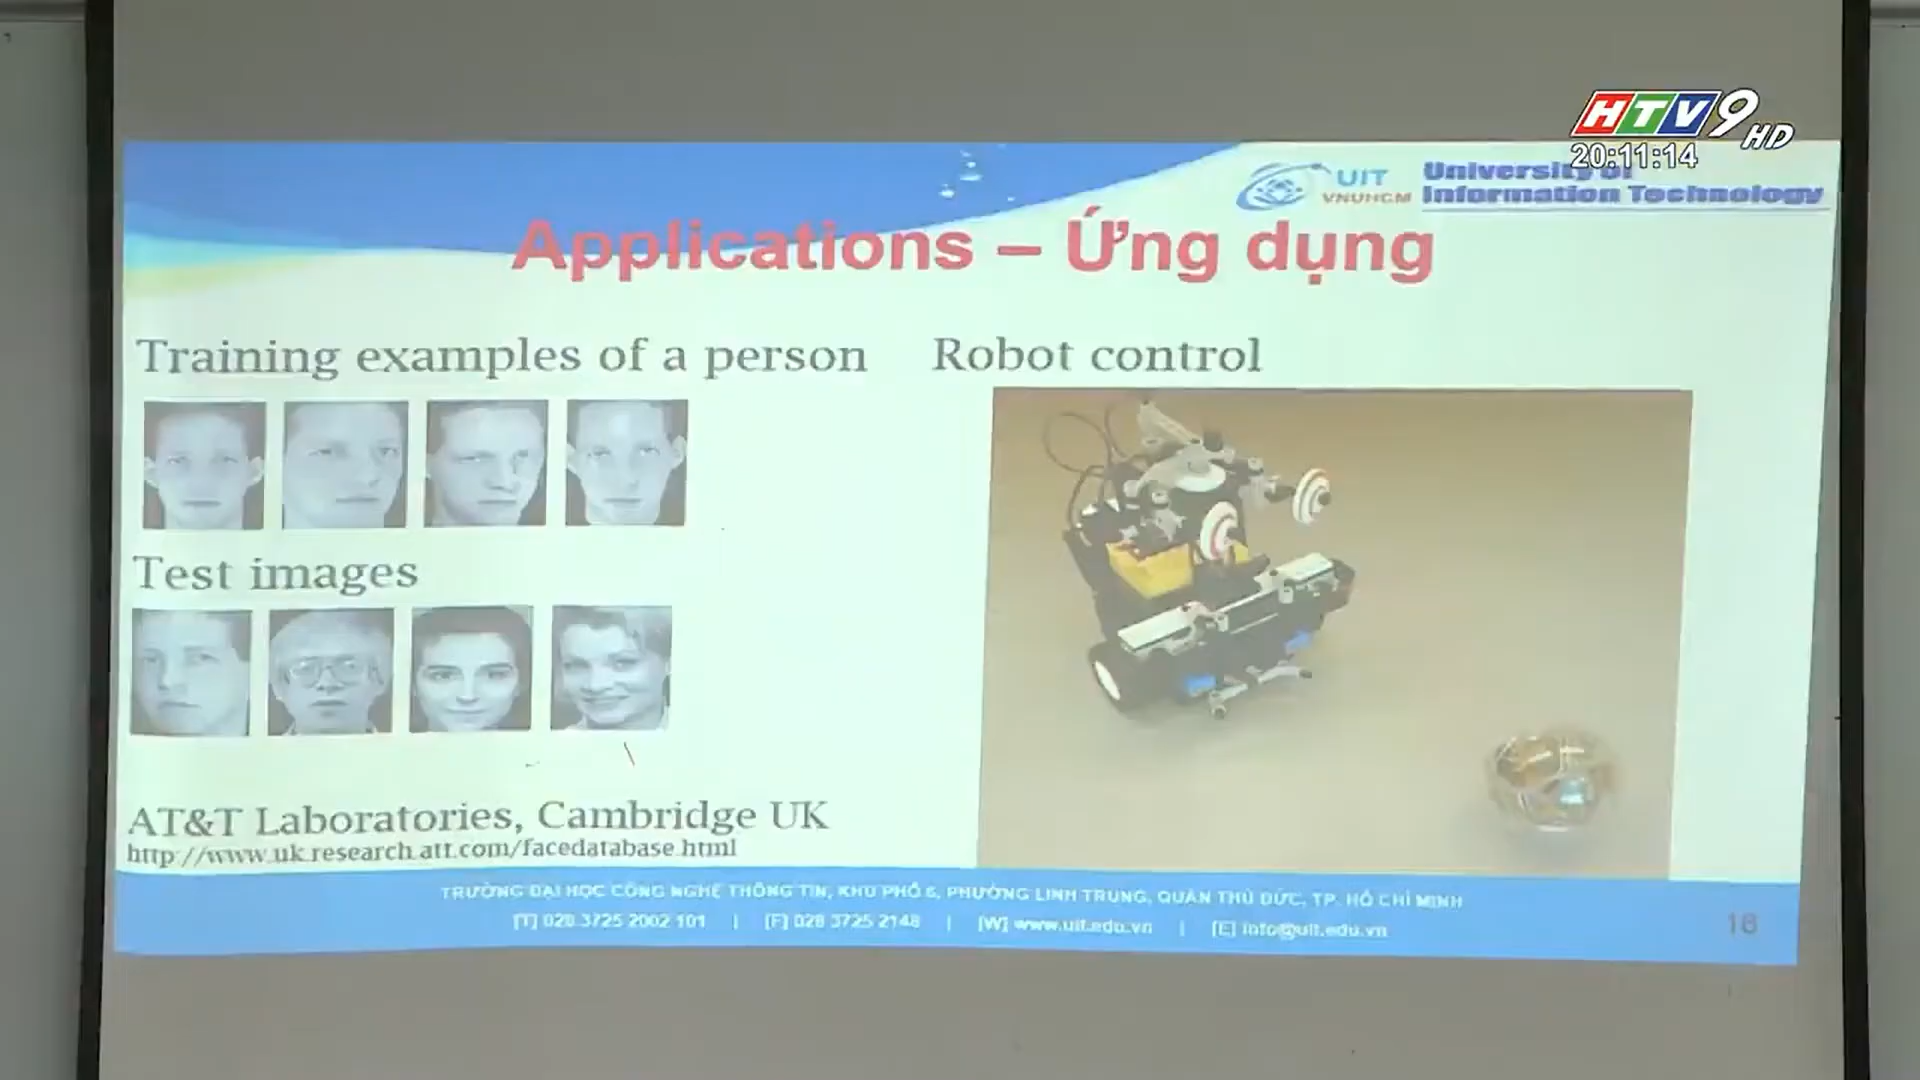 HTV9 HD
20:11:14
UIT
VNUHCM
University of
Information Technology
Applications – Ứng dụng
Training examples of a person
Robot control
Test images
AT&T Laboratories, Cambridge UK
http://www.uk.research.att.com/facedatabase.html
TRƯỜNG ĐẠI HỌC CÔNG NGHỆ THÔNG TIN, KHU PHỐ 6, PHƯỜNG LINH TRUNG, QUẬN THỦ ĐỨC, TP. HỒ CHÍ MINH
[T] 028 3725 2002 101 | [F] 028 3725 2148 | [W] www.uit.edu.vn | [E] info@uit.edu.vn
16